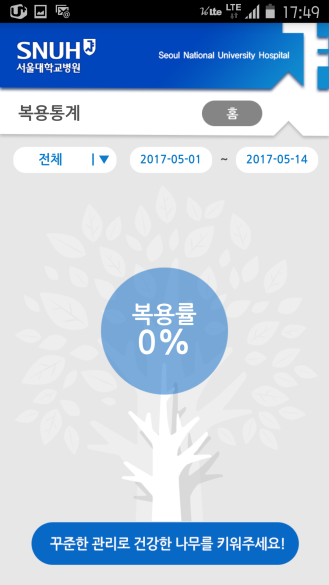 LTE 17:49
SNUH
서울대학교병원
Seoul National University Hospital
복용통계 홈
전체 2017-05-01 ~ 2017-05-14
복용률
0%
꾸준한 관리로 건강한 나무를 키워주세요!